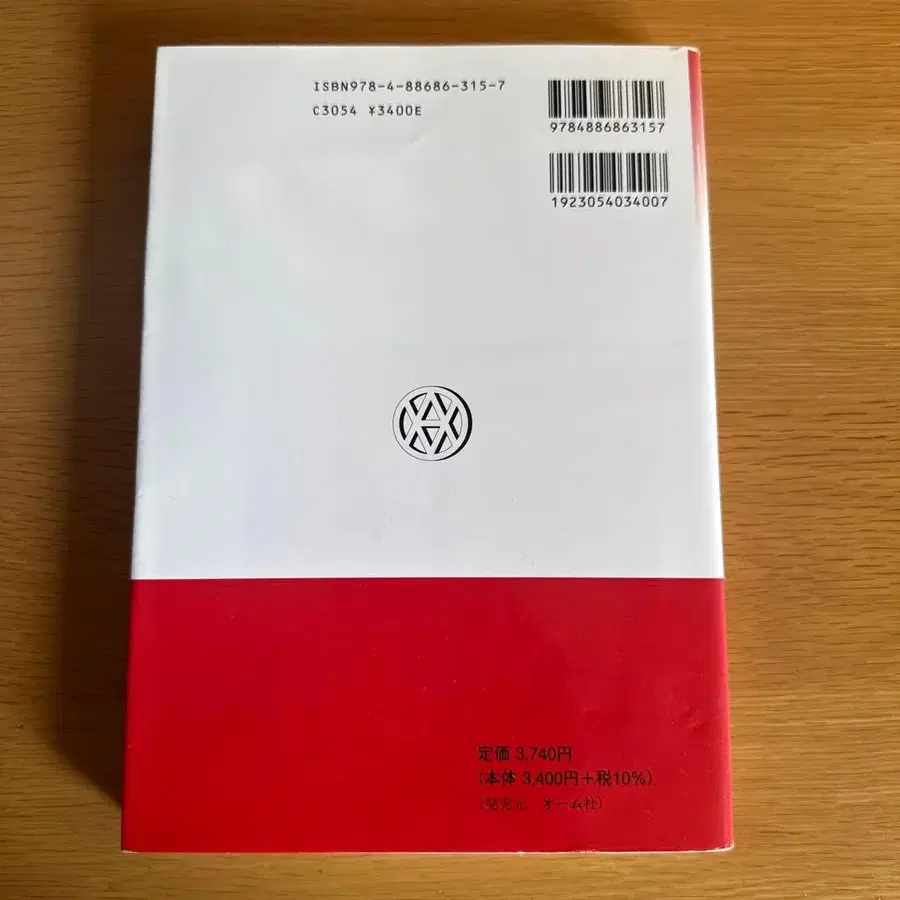 ISBN978-4-88686-315-7
C3054 ¥3400E
9784886863157
1923054034007
定価 3,740円
(本体 3,400円+税10%)
(発売元 オーム社)